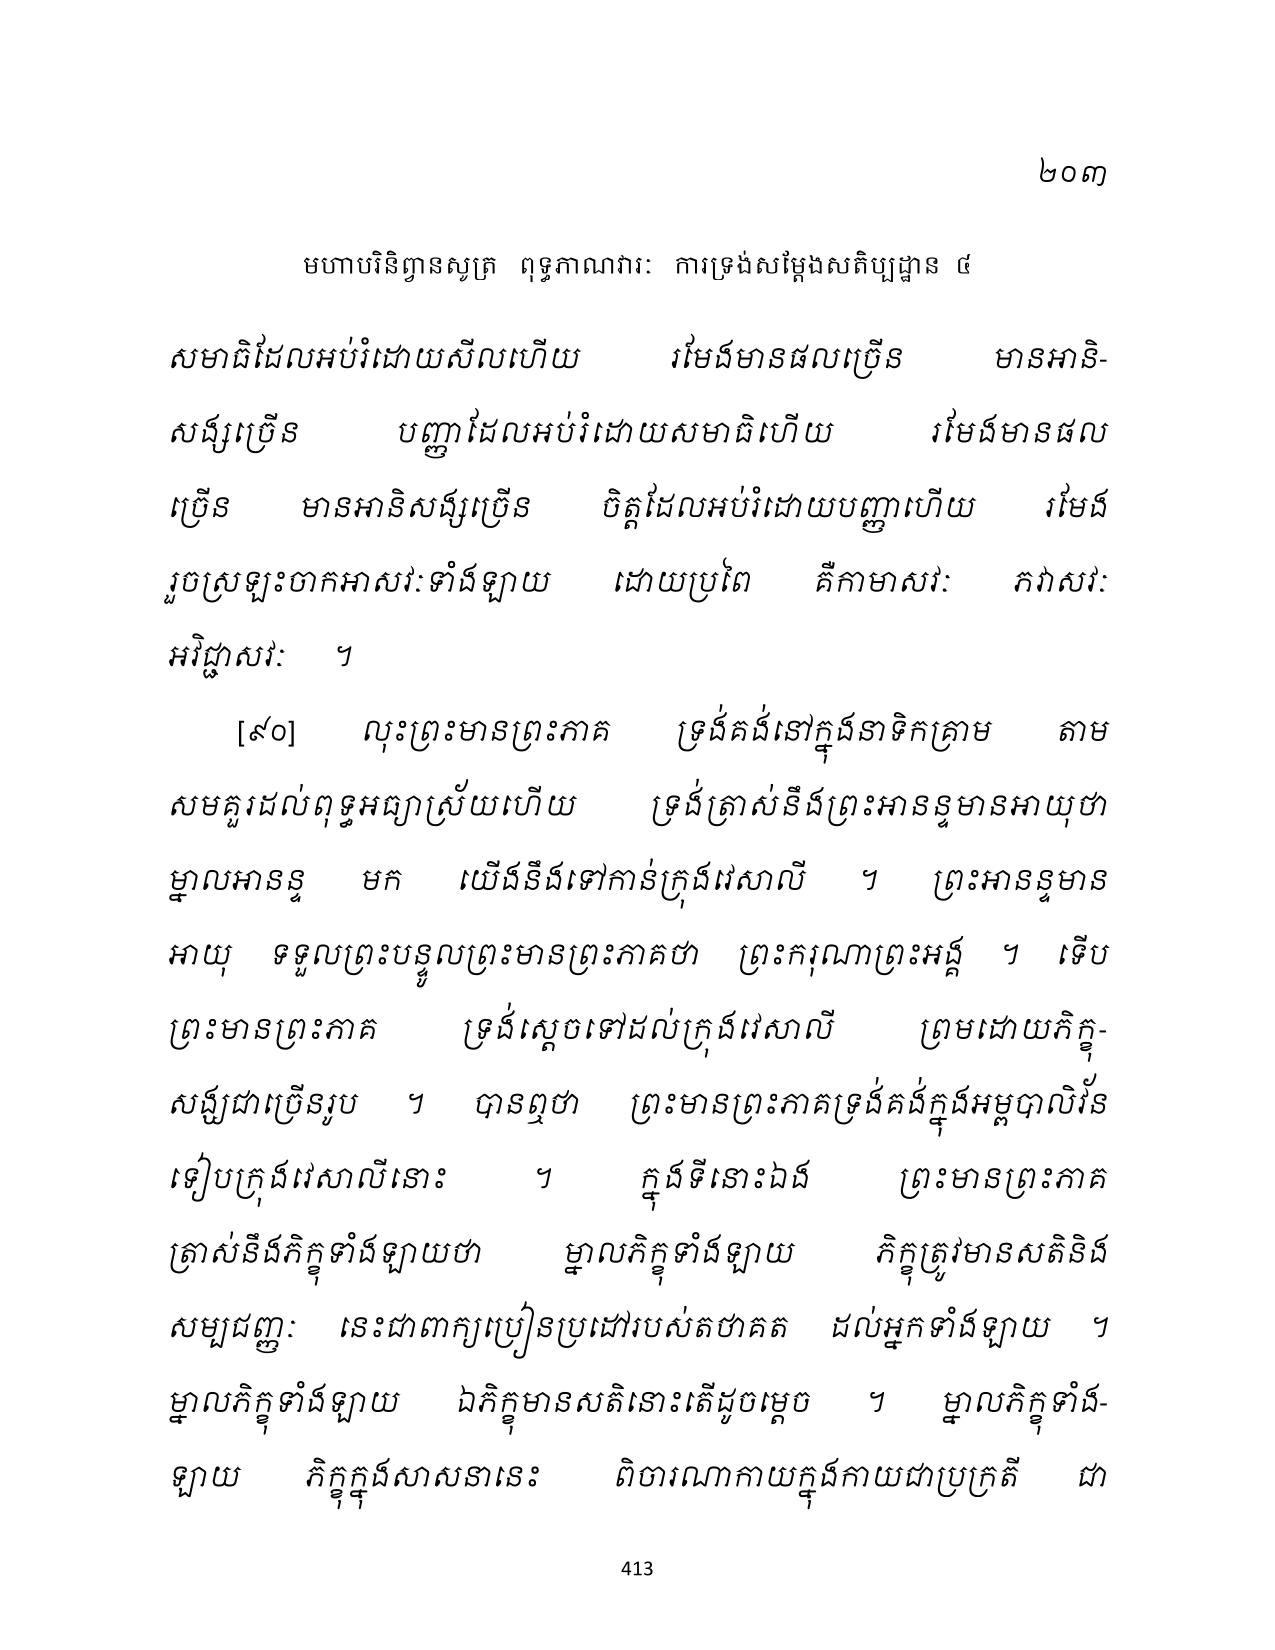 ២០៣
មហាបរិនិព្វានសូត្រ ពុទ្ធភាណវារៈ ការទ្រង់សម្តែងសតិប្បដ្ឋាន ៤
សមាធិដែលអប់រំដោយសីលហើយ រមែងមានផលច្រើន មានអានិ-
សង្សច្រើន បញ្ញាដែលអប់រំដោយសមាធិហើយ រមែងមានផល
ច្រើន មានអានិសង្សច្រើន ចិត្តដែលអប់រំដោយបញ្ញាហើយ រមែង
រួចស្រឡះចាកអាសវៈទាំងឡាយ ដោយប្រពៃ គឺកាមាសវៈ ភវាសវៈ
អវិជ្ជាសវៈ ។
[៩០] លុះព្រះមានព្រះភាគ ទ្រង់គង់នៅក្នុងនាទិកគ្រាម តាម
សមគួរដល់ពុទ្ធអធ្យាស្រ័យហើយ ទ្រង់ត្រាស់នឹងព្រះអានន្ទមានអាយុថា
ម្នាលអានន្ទ មក យើងនឹងទៅកាន់ក្រុងវេសាលី ។ ព្រះអានន្ទមាន
អាយុ ទទួលព្រះបន្ទូលព្រះមានព្រះភាគថា ព្រះករុណាព្រះអង្គ ។ ទើប
ព្រះមានព្រះភាគ ទ្រង់ស្តេចទៅដល់ក្រុងវេសាលី ព្រមដោយភិក្ខុ-
សង្ឃជាច្រើនរូប ។ បានឮថា ព្រះមានព្រះភាគទ្រង់គង់ក្នុងអម្ពបាលិវ័ន
ទៀបក្រុងវេសាលីនោះ ។ ក្នុងទីនោះឯង ព្រះមានព្រះភាគ
ត្រាស់នឹងភិក្ខុទាំងឡាយថា ម្នាលភិក្ខុទាំងឡាយ ភិក្ខុត្រូវមានសតិនិង
សម្បជញ្ញៈ នេះជាពាក្យប្រៀនប្រដៅរបស់តថាគត ដល់អ្នកទាំងឡាយ ។
ម្នាលភិក្ខុទាំងឡាយ ឯភិក្ខុមានសតិនោះតើដូចម្តេច ។ ម្នាលភិក្ខុទាំង-
ឡាយ ភិក្ខុក្នុងសាសនានេះ ពិចារណាកាយក្នុងកាយជាប្រក្រតី ជា
413